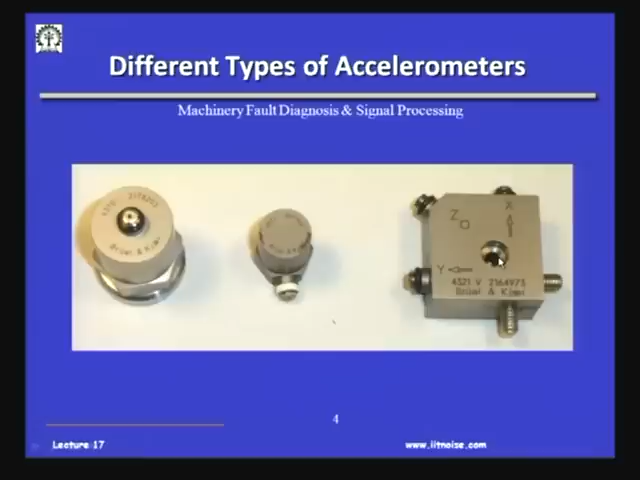 Different Types of Accelerometers
Machinery Fault Diagnosis & Signal Processing
Brüel & Kjær
X
Z
Y
4321 V 2164973
Brüel & Kjær
4
Lecture 17
www.iitnoise.com